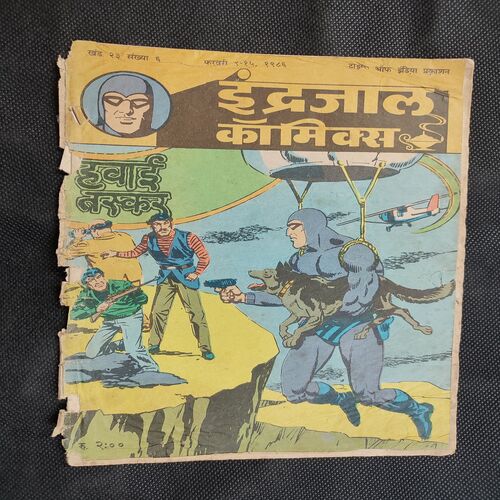 खंड २३ संख्या ६
फरवरी ९-१५, १९८६
टाइम्स ऑफ इंडिया प्रकाशन
इंद्रजाल
कॉमिक्स
हवाई
तस्कर
रु. २:००